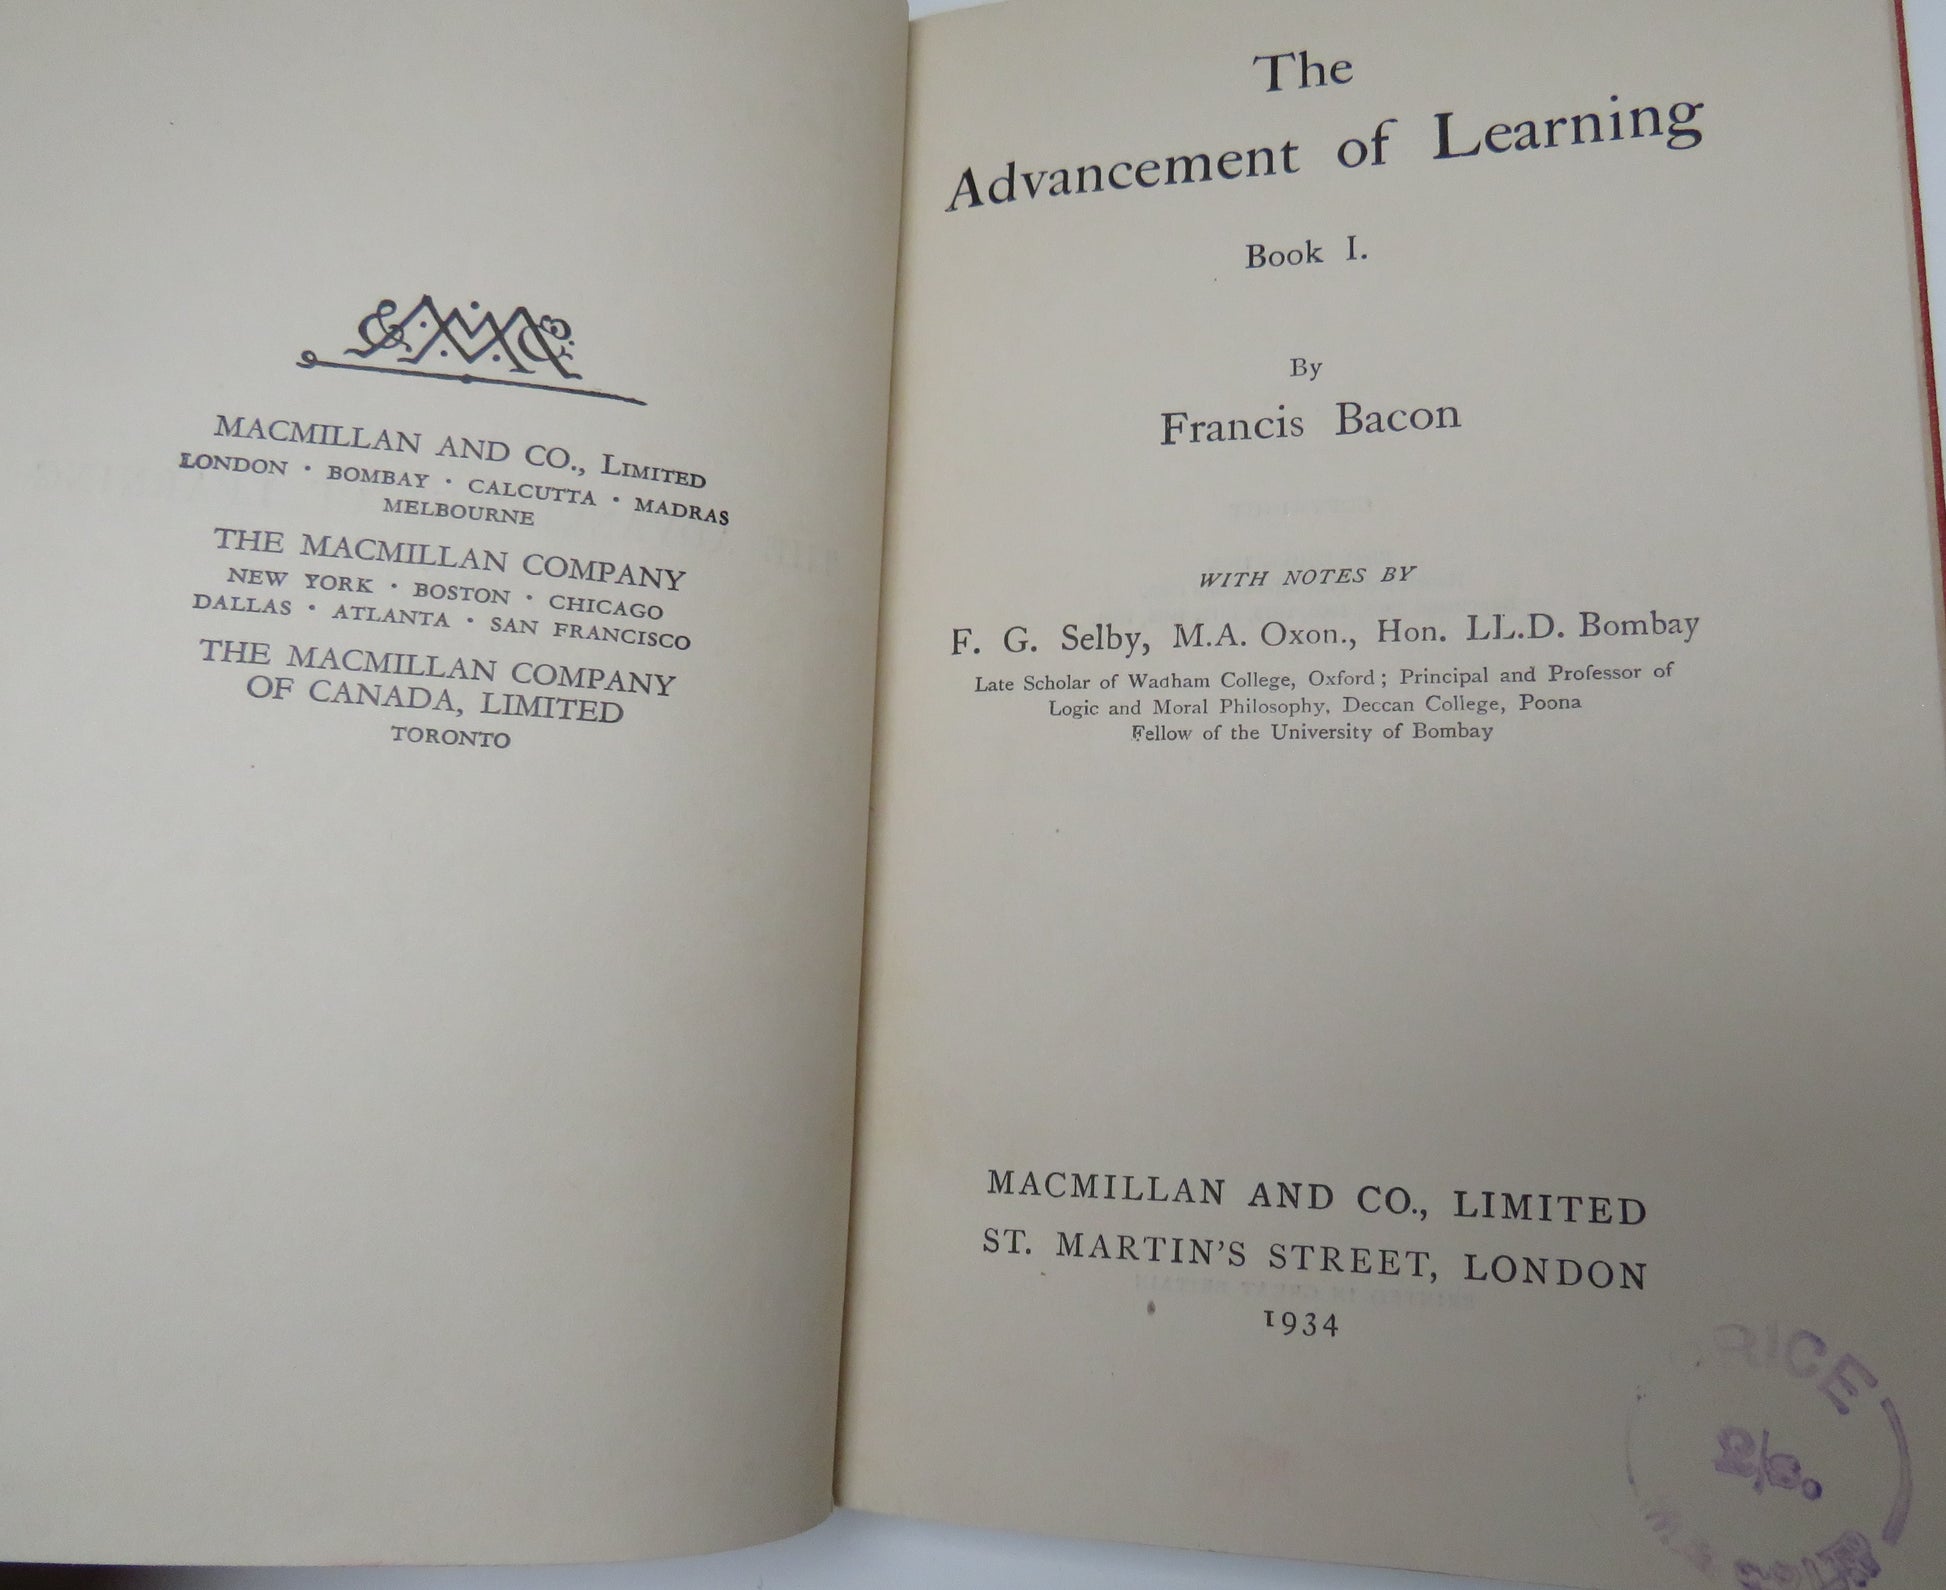 MACMILLAN AND CO., LIMITED
LONDON · BOMBAY · CALCUTTA · MADRAS
MELBOURNE
THE MACMILLAN COMPANY
NEW YORK · BOSTON · CHICAGO
DALLAS · ATLANTA · SAN FRANCISCO
THE MACMILLAN COMPANY
OF CANADA, LIMITED
TORONTO
The
Advancement of Learning
Book I.
By
Francis Bacon
WITH NOTES BY
F. G. Selby, M.A. Oxon., Hon. LL.D. Bombay
Late Scholar of Wadham College, Oxford; Principal and Professor of
Logic and Moral Philosophy, Deccan College, Poona
Fellow of the University of Bombay
MACMILLAN AND CO., LIMITED
ST. MARTIN'S STREET, LONDON
1934
PRICE